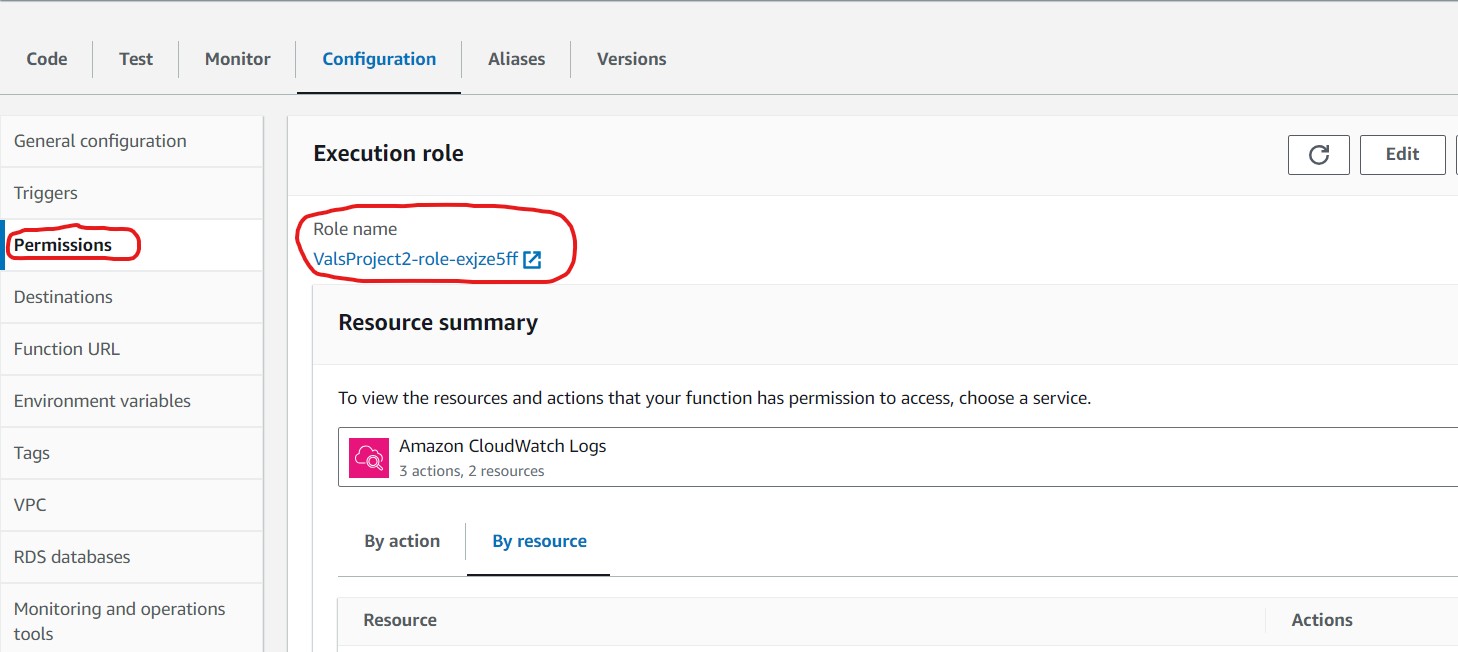 Code Test Monitor Configuration Aliases Versions
General configuration
Triggers
Permissions
Destinations
Function URL
Environment variables
Tags
VPC
RDS databases
Monitoring and operations
tools
Execution role
Edit
Role name
ValsProject2-role-exjze5ff
Resource summary
To view the resources and actions that your function has permission to access, choose a service.
Amazon CloudWatch Logs
3 actions, 2 resources
By action By resource
Resource Actions